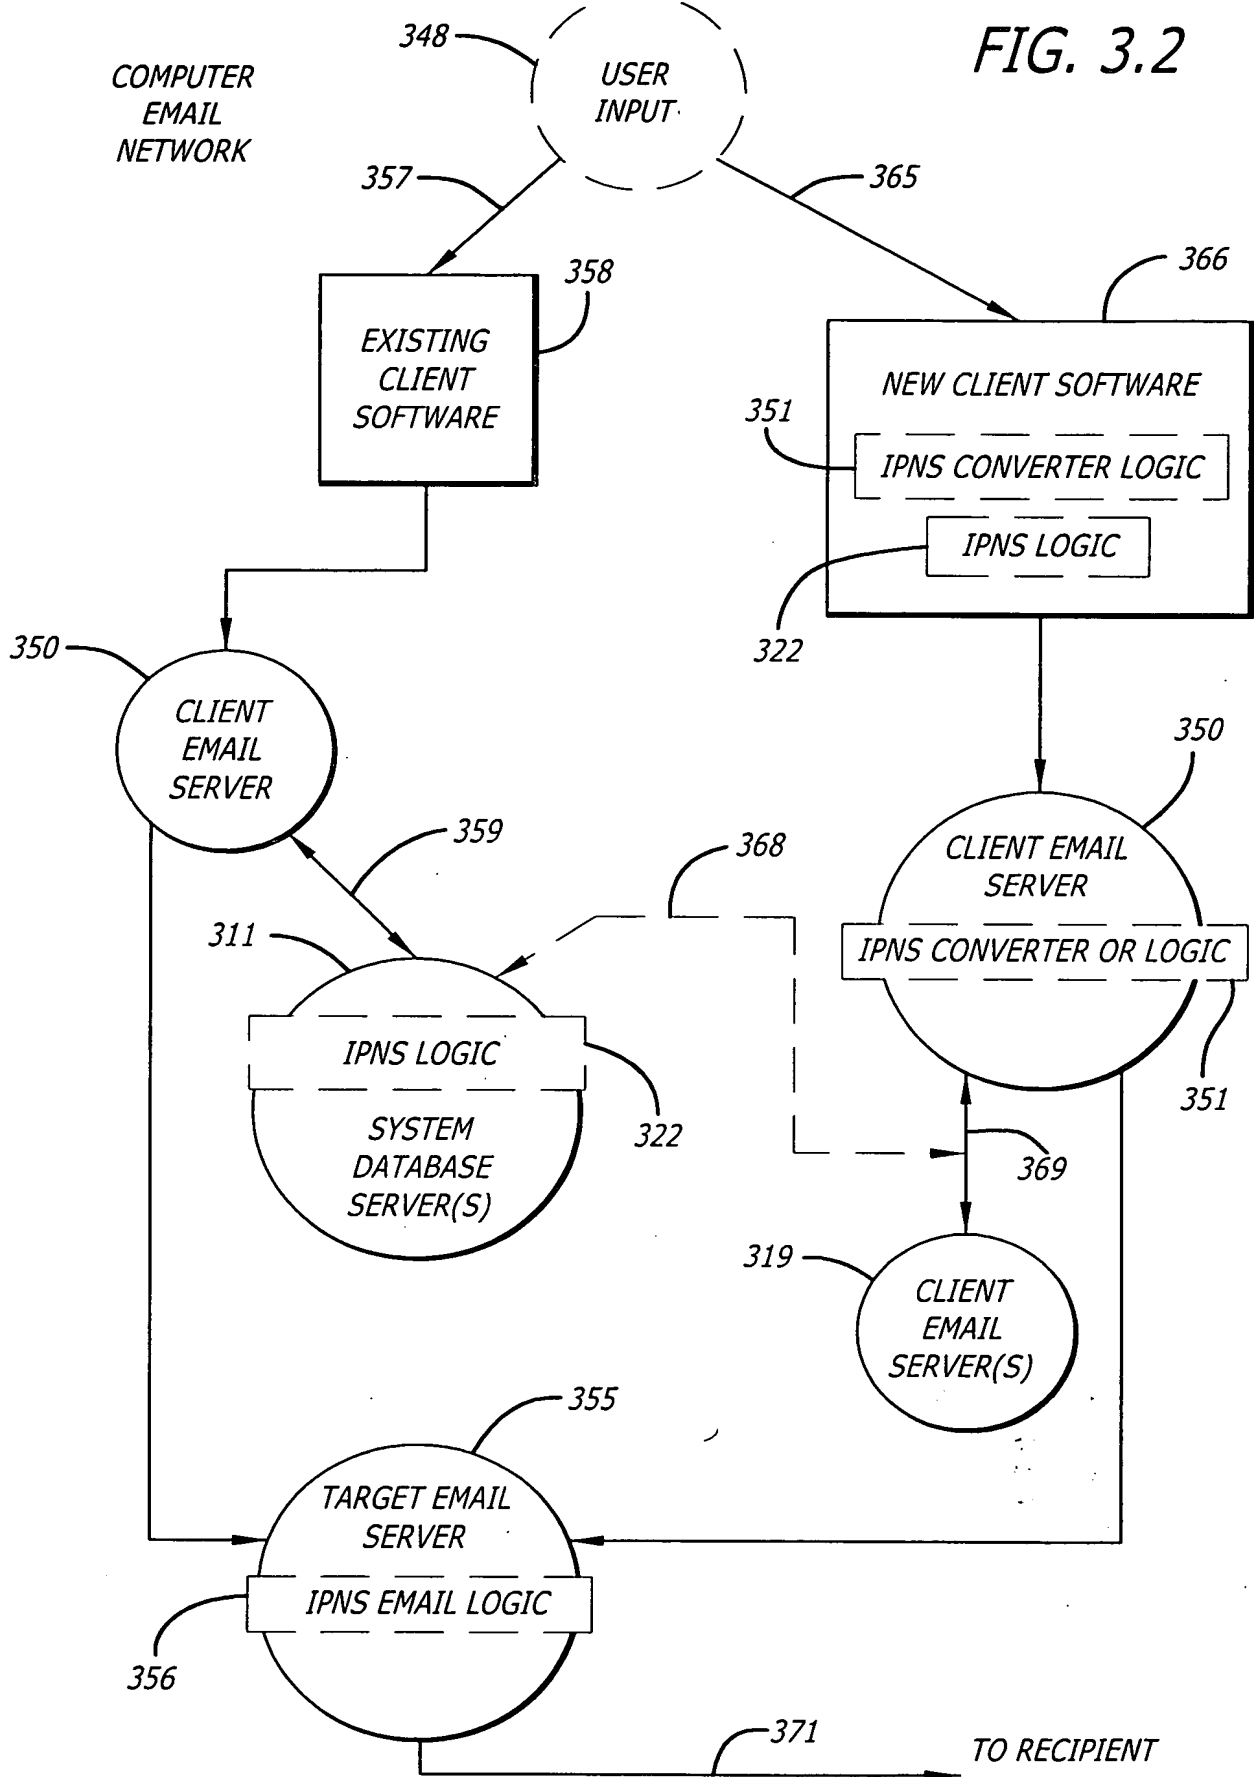 FIG. 3.2
348
USER
INPUT
COMPUTER
EMAIL
NETWORK
357
365
358
366
EXISTING
CLIENT
SOFTWARE
NEW CLIENT SOFTWARE
351
IPNS CONVERTER LOGIC
IPNS LOGIC
322
350
CLIENT
EMAIL
SERVER
350
359
368
CLIENT EMAIL
SERVER
311
IPNS CONVERTER OR LOGIC
IPNS LOGIC
351
322
SYSTEM
DATABASE
SERVER(S)
369
319
CLIENT
EMAIL
SERVER(S)
355
TARGET EMAIL
SERVER
IPNS EMAIL LOGIC
356
371
TO RECIPIENT